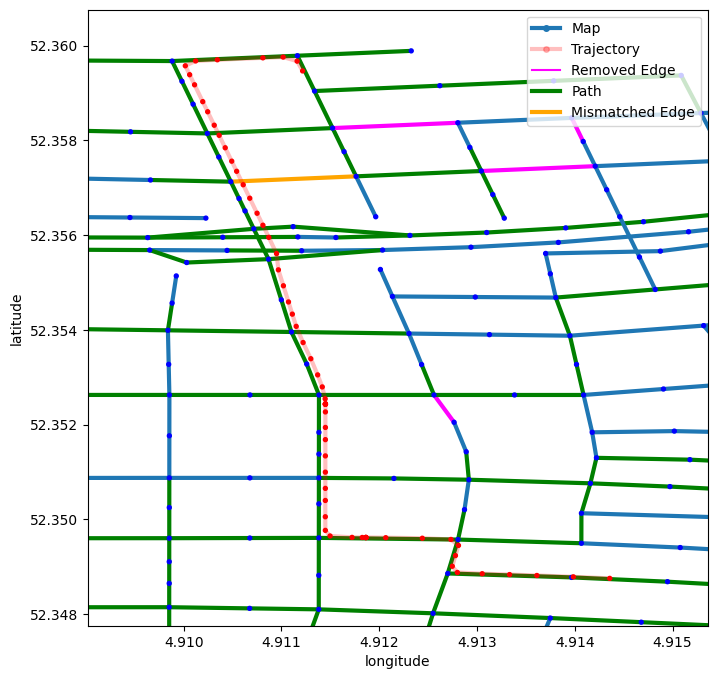 Map
Trajectory
Removed Edge
Path
Mismatched Edge
52.360
52.358
52.356
52.354
52.352
52.350
52.348
latitude
4.910 4.911 4.912 4.913 4.914 4.915
longitude